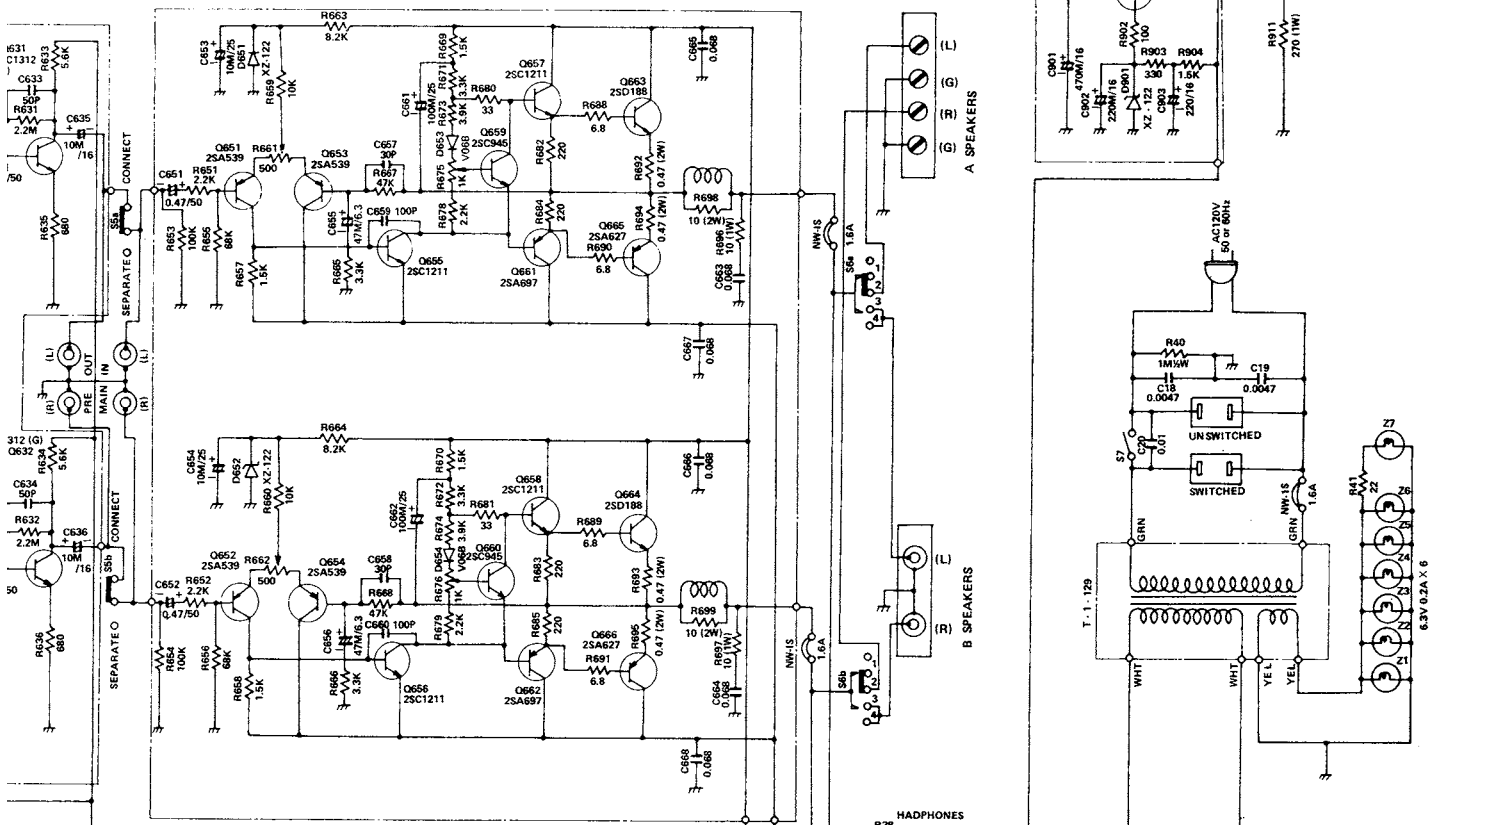 R663
8.2K
C653
10M/25
D651
XZ-122
R659
10K
R669
1.5K
R671
3.3K
C661
100M/25
R673
3.9K
D653
V06B
R675
1K
R678
2.2K
R680
33
Q657
2SC1211
Q659
2SC945
R688
6.8
Q663
2SD188
C665
0.068
R682
220
R692
0.47 (2W)
R684
220
R694
0.47 (2W)
Q665
2SA627
R690
6.8
Q661
2SA697
R698
10 (2W)
R696
10 (1W)
C663
0.068
R633
5.6K
C633
50P
R631
2.2M
C635
10M
/16
R635
680
CONNECT
S5a
SEPARATE
C651
0.47/50
R651
2.2K
R653
100K
R656
68K
Q651
2SA539
R661
500
Q653
2SA539
C657
30P
R667
47K
C655
47M/6.3
C659 100P
Q655
2SC1211
R657
1.5K
R665
3.3K
C667
0.068
(L)
(R)
PRE OUT
MAIN IN
(L)
(R)
(L)
(G)
(R)
(G)
A SPEAKERS
NW-1S
1.6A
S6a
1
2
3
4
R664
8.2K
C654
10M/25
D652
XZ-122
R660
10K
R670
1.5K
R672
3.3K
C662
100M/25
R674
3.9K
D654
V06B
R676
1K
R679
2.2K
R681
33
Q658
2SC1211
Q660
2SC945
R689
6.8
Q664
2SD188
C666
0.068
R683
220
R693
0.47 (2W)
R685
220
R695
0.47 (2W)
Q666
2SA627
R691
6.8
Q662
2SA697
R699
10 (2W)
R697
10 (1W)
C664
0.068
312 (G)
Q632
R634
5.6K
C634
50P
R632
2.2M
C636
10M
/16
R636
680
CONNECT
S5b
SEPARATE
C652
0.47/50
R652
2.2K
R654
100K
R656
68K
Q652
2SA539
R662
500
Q654
2SA539
C658
30P
R668
47K
C660 100P
C656
47M/6.3
Q656
2SC1211
R658
1.5K
R666
3.3K
C668
0.068
NW-1S
1.6A
S6b
1
2
3
4
(L)
(R)
B SPEAKERS
HADPHONES
C901
470M/16
R902
100
R903
330
R904
1.5K
C902
220M/16
D901
XZ-122
C903
220/16
R911
270 (1W)
AC120V
50 or 60Hz
R40
1M½W
C18
0.0047
C19
0.0047
C20
0.01
S7
UNSWITCHED
SWITCHED
NW-1S
1.6A
GRN
GRN
T-1-129
WHT
WHT
YEL
YEL
R41
22
Z7
Z6
Z5
Z4
Z3
Z2
Z1
6.3V 0.2A X 6